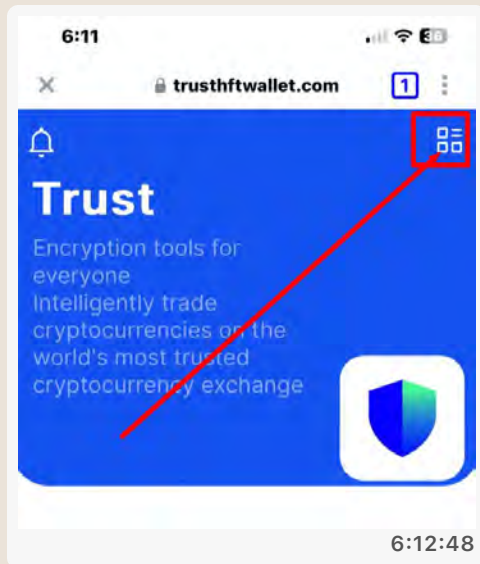 6:11
36
trusthftwallet.com
1
Trust
Encryption tools for
everyone
Intelligently trade
cryptocurrencies on the
world's most trusted
cryptocurrency exchange
6:12:48